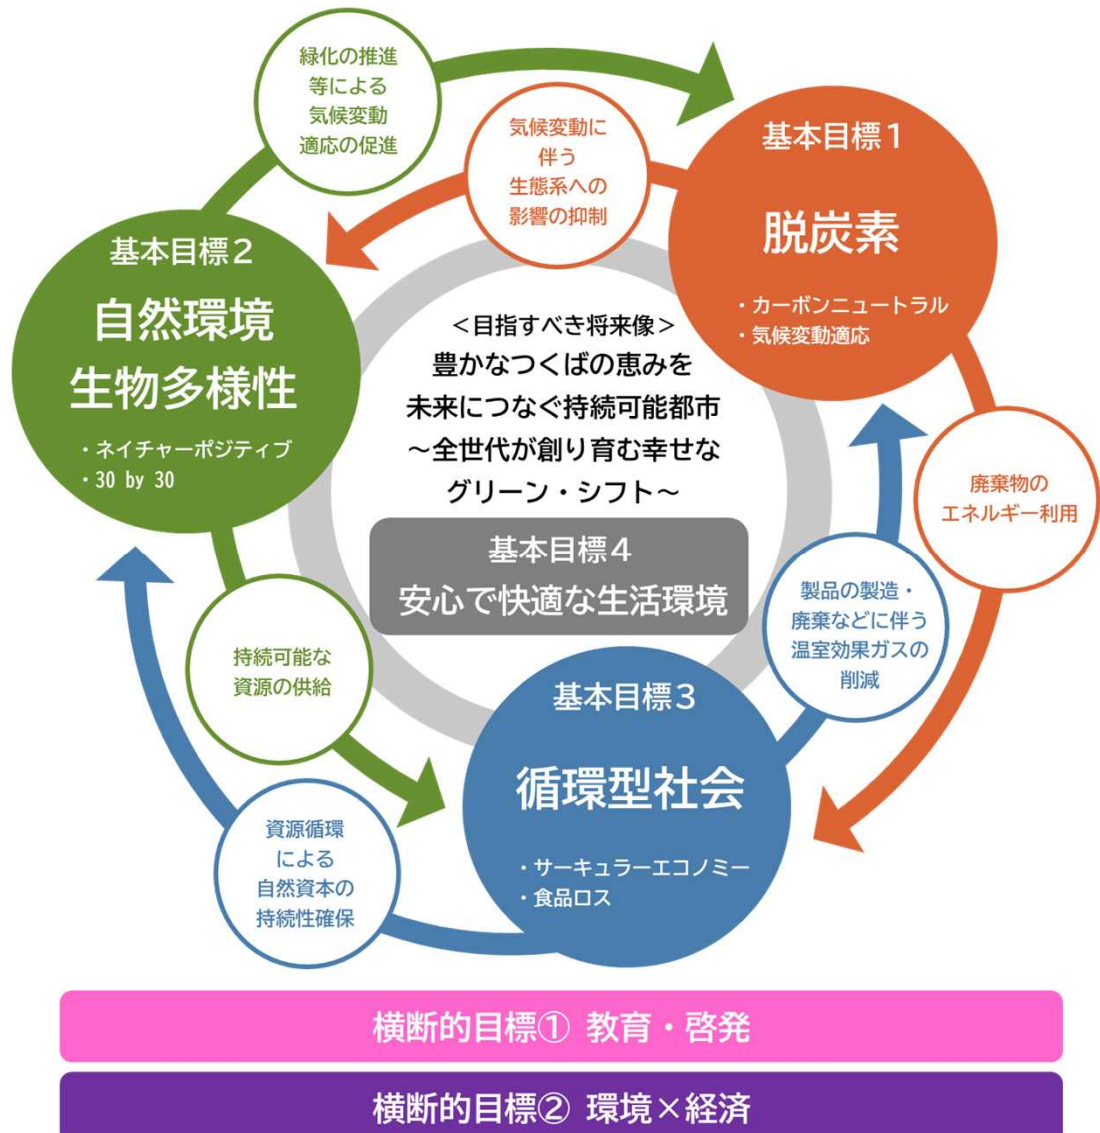 緑化の推進
等による
気候変動
適応の促進
気候変動に
伴う
生態系への
影響の抑制
基本目標1
脱炭素
・カーボンニュートラル
・気候変動適応
基本目標2
自然環境
生物多様性
・ネイチャーポジティブ
・30 by 30
＜目指すべき将来像＞
豊かなつくばの恵みを
未来につなぐ持続可能都市
～全世代が創り育む幸せな
グリーン・シフト～
基本目標4
安心で快適な生活環境
廃棄物の
エネルギー利用
製品の製造・
廃棄などに伴う
温室効果ガスの
削減
持続可能な
資源の供給
基本目標3
循環型社会
・サーキュラーエコノミー
・食品ロス
資源循環
による
自然資本の
持続性確保
横断的目標① 教育・啓発
横断的目標② 環境×経済